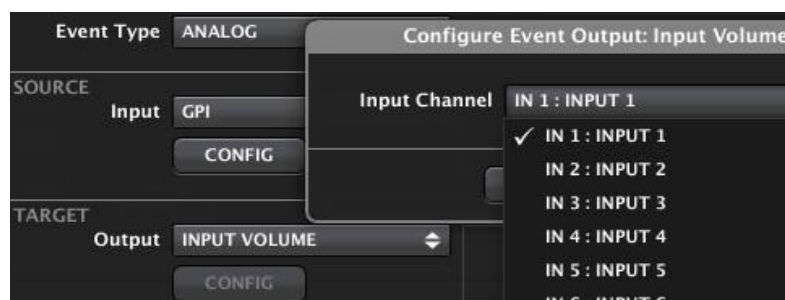 Event Type ANALOG
Configure Event Output: Input Volume
SOURCE
Input GPI
CONFIG
Input Channel IN 1 : INPUT 1
✓ IN 1 : INPUT 1
IN 2 : INPUT 2
IN 3 : INPUT 3
IN 4 : INPUT 4
IN 5 : INPUT 5
TARGET
Output INPUT VOLUME
CONFIG